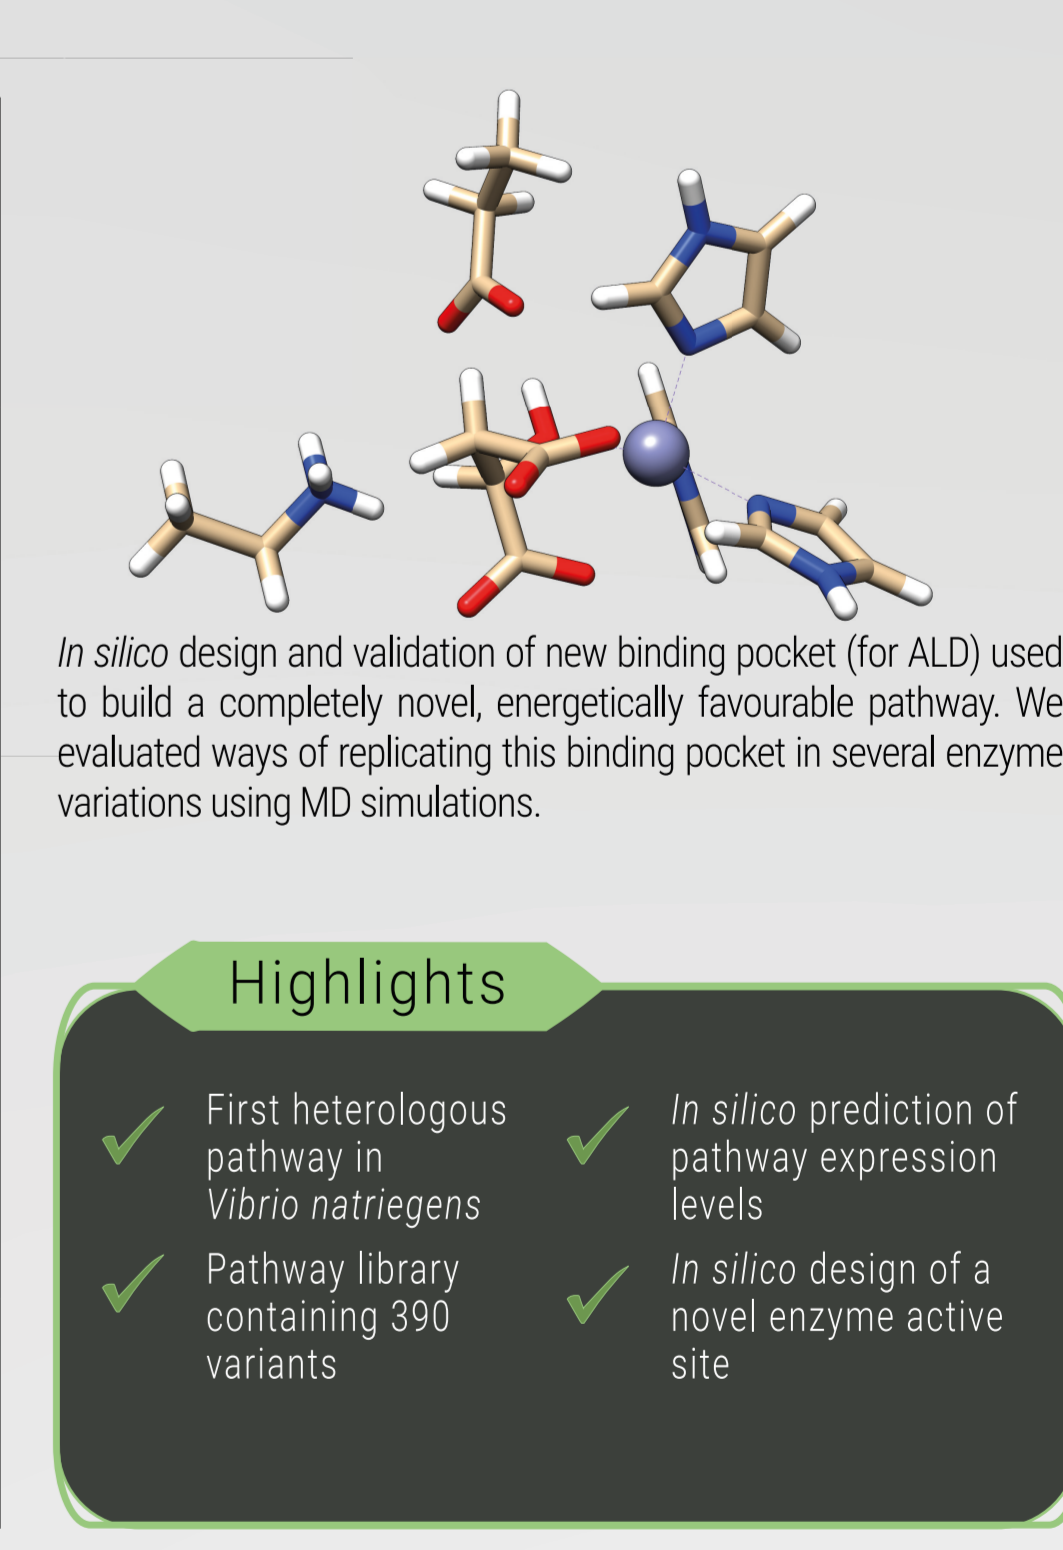 In silico design and validation of new binding pocket (for ALD) used
to build a completely novel, energetically favourable pathway. We
evaluated ways of replicating this binding pocket in several enzyme
variations using MD simulations.
Highlights
First heterologous
pathway in
Vibrio natriegens
Pathway library
containing 390
variants
In silico prediction of
pathway expression
levels
In silico design of a
novel enzyme active
site